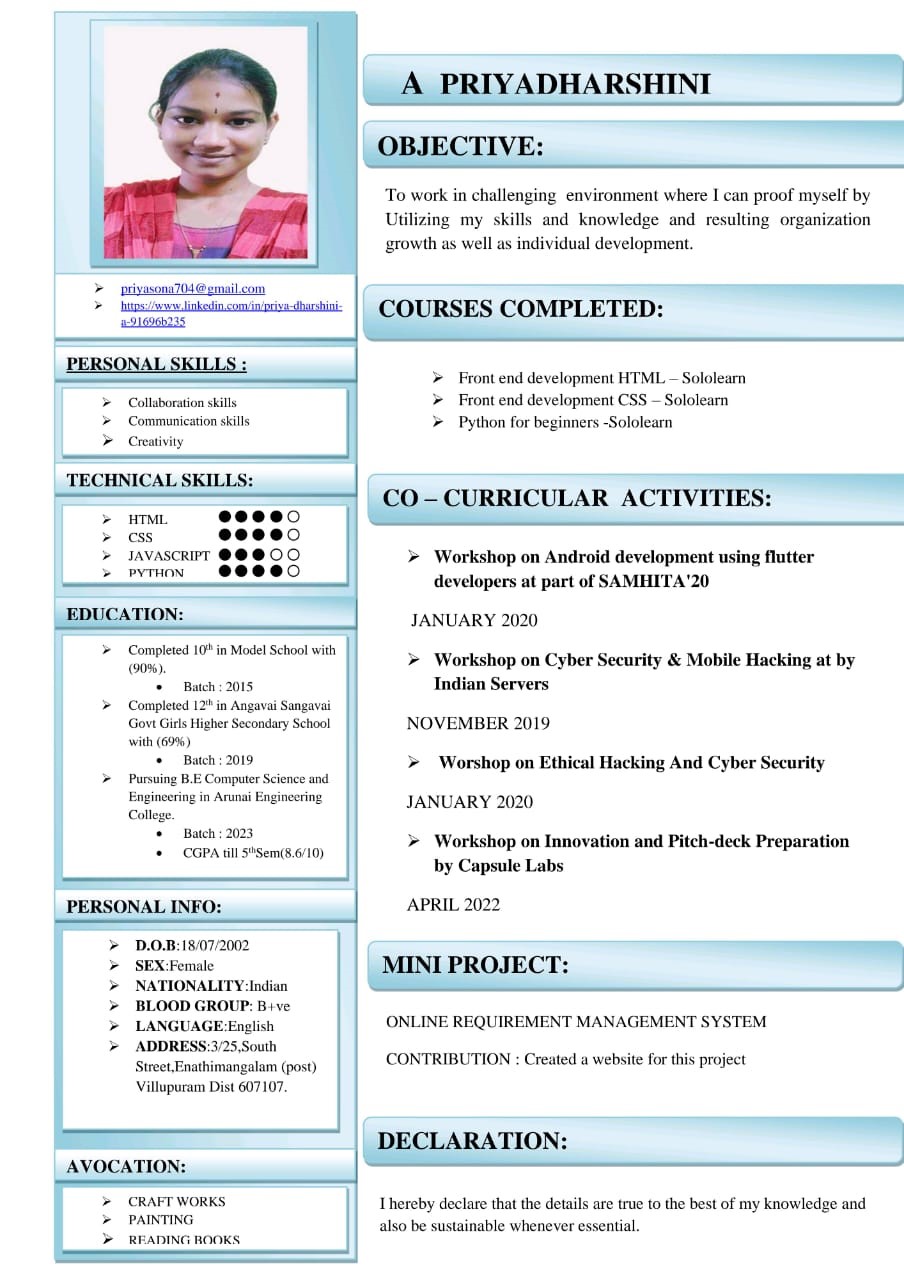 priyasona704@gmail.com
https://www.linkedin.com/in/priya-dharshini-
a-91696b235
PERSONAL SKILLS :
Collaboration skills
Communication skills
Creativity
TECHNICAL SKILLS:
HTML
CSS
JAVASCRIPT
PYTHON
EDUCATION:
Completed 10th in Model School with
(90%).
Batch : 2015
Completed 12th in Angavai Sangavai
Govt Girls Higher Secondary School
with (69%)
Batch : 2019
Pursuing B.E Computer Science and
Engineering in Arunai Engineering
College.
Batch : 2023
CGPA till 5thSem(8.6/10)
PERSONAL INFO:
D.O.B:18/07/2002
SEX:Female
NATIONALITY:Indian
BLOOD GROUP: B+ve
LANGUAGE:English
ADDRESS:3/25,South
Street,Enathimangalam (post)
Villupuram Dist 607107.
AVOCATION:
CRAFT WORKS
PAINTING
READING BOOKS
A PRIYADHARSHINI
OBJECTIVE:
To work in challenging environment where I can proof myself by
Utilizing my skills and knowledge and resulting organization
growth as well as individual development.
COURSES COMPLETED:
Front end development HTML – Sololearn
Front end development CSS – Sololearn
Python for beginners -Sololearn
CO – CURRICULAR ACTIVITIES:
Workshop on Android development using flutter
developers at part of SAMHITA'20
JANUARY 2020
Workshop on Cyber Security & Mobile Hacking at by
Indian Servers
NOVEMBER 2019
Worshop on Ethical Hacking And Cyber Security
JANUARY 2020
Workshop on Innovation and Pitch-deck Preparation
by Capsule Labs
APRIL 2022
MINI PROJECT:
ONLINE REQUIREMENT MANAGEMENT SYSTEM
CONTRIBUTION : Created a website for this project
DECLARATION:
I hereby declare that the details are true to the best of my knowledge and
also be sustainable whenever essential.